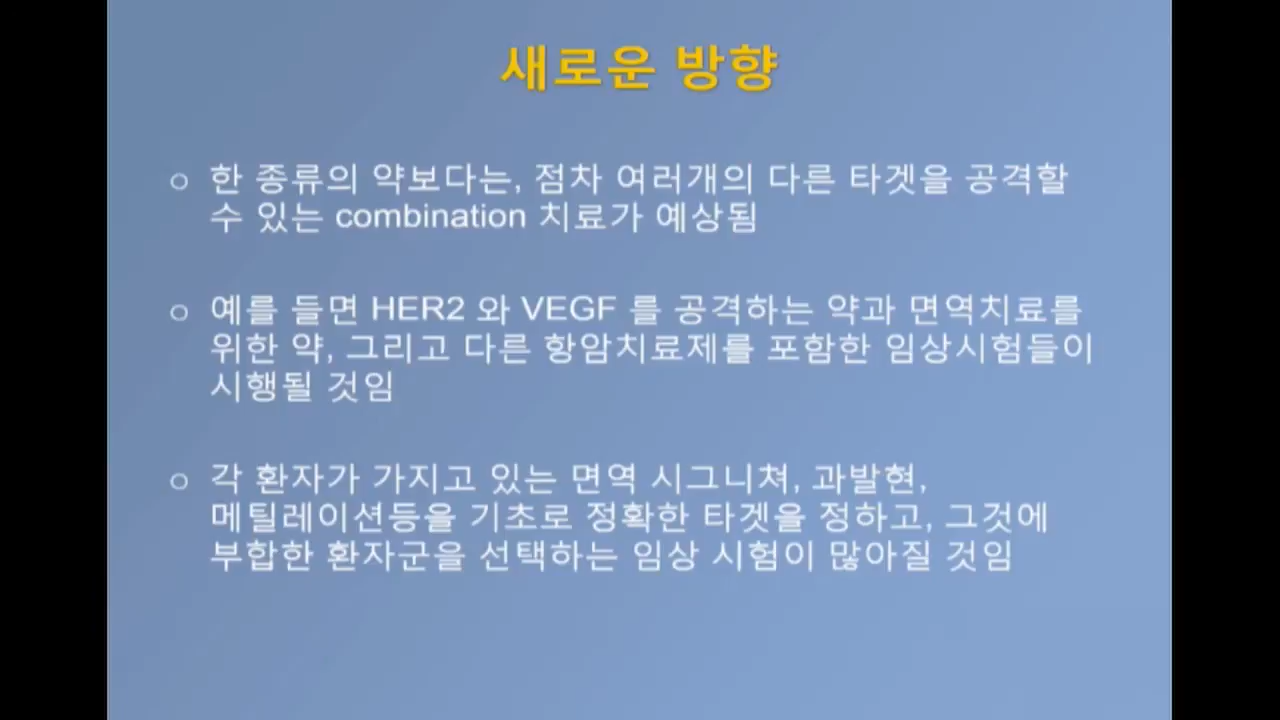 새로운 방향
○ 한 종류의 약보다는, 점차 여러개의 다른 타겟을 공격할
수 있는 combination 치료가 예상됨
○ 예를 들면 HER2 와 VEGF 를 공격하는 약과 면역치료를
위한 약, 그리고 다른 항암치료제를 포함한 임상시험들이
시행될 것임
○ 각 환자가 가지고 있는 면역 시그니쳐, 과발현,
메틸레이션등을 기초로 정확한 타겟을 정하고, 그것에
부합한 환자군을 선택하는 임상 시험이 많아질 것임